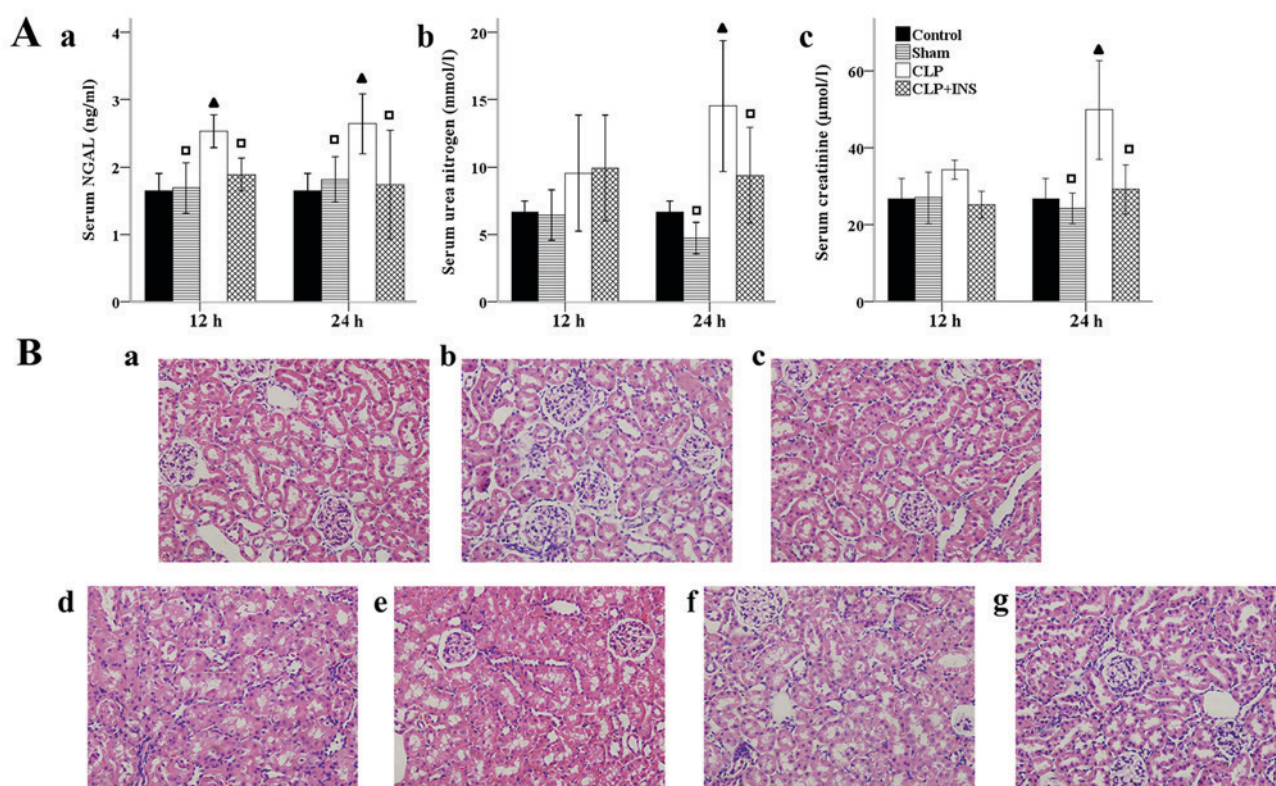 A
a
Serum NGAL (ng/ml)
4
3
2
1
0
12 h
24 h
b
Serum urea nitrogen (mmol/l)
20
15
10
5
0
12 h
24 h
c
Serum creatinine (μmol/l)
60
40
20
0
12 h
24 h
Control
Sham
CLP
CLP+INS
B
a
b
c
d
e
f
g